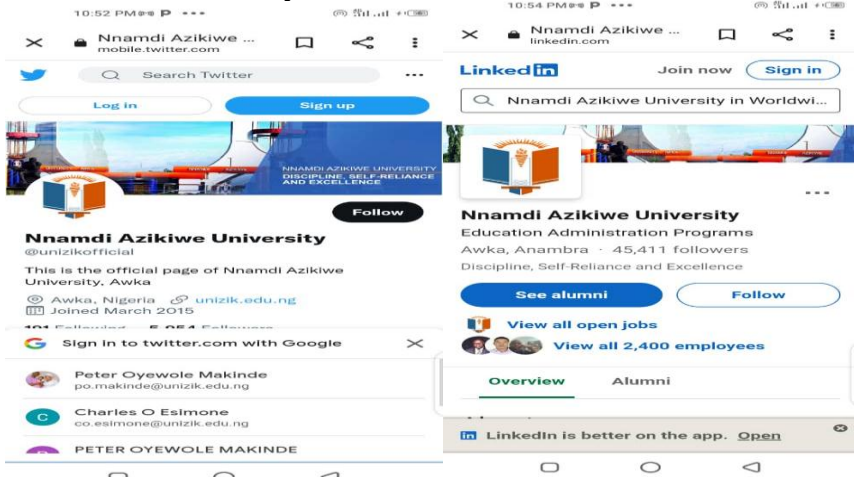 10:52 PM
Nnamdi Azikiwe ...
mobile.twitter.com
Search Twitter
Log in
Sign up
NNAMDI AZIKIWE UNIVERSITY
DISCIPLINE, SELF-RELIANCE
AND EXCELLENCE
Follow
Nnamdi Azikiwe University
@unizikofficial
This is the official page of Nnamdi Azikiwe
University, Awka
Awka, Nigeria unizik.edu.ng
Joined March 2015
Following Followers
Sign in to twitter.com with Google
Peter Oyewole Makinde
po.makinde@unizik.edu.ng
C
Charles O Esimone
co.esimone@unizik.edu.ng
PETER OYEWOLE MAKINDE
10:54 PM
Nnamdi Azikiwe ...
linkedin.com
Linked in
Join now
Sign in
Nnamdi Azikiwe University in Worldwi...
Nnamdi Azikiwe University
Education Administration Programs
Awka, Anambra · 45,411 followers
Discipline, Self-Reliance and Excellence
See alumni
Follow
View all open jobs
View all 2,400 employees
Overview
Alumni
in LinkedIn is better on the app. Open